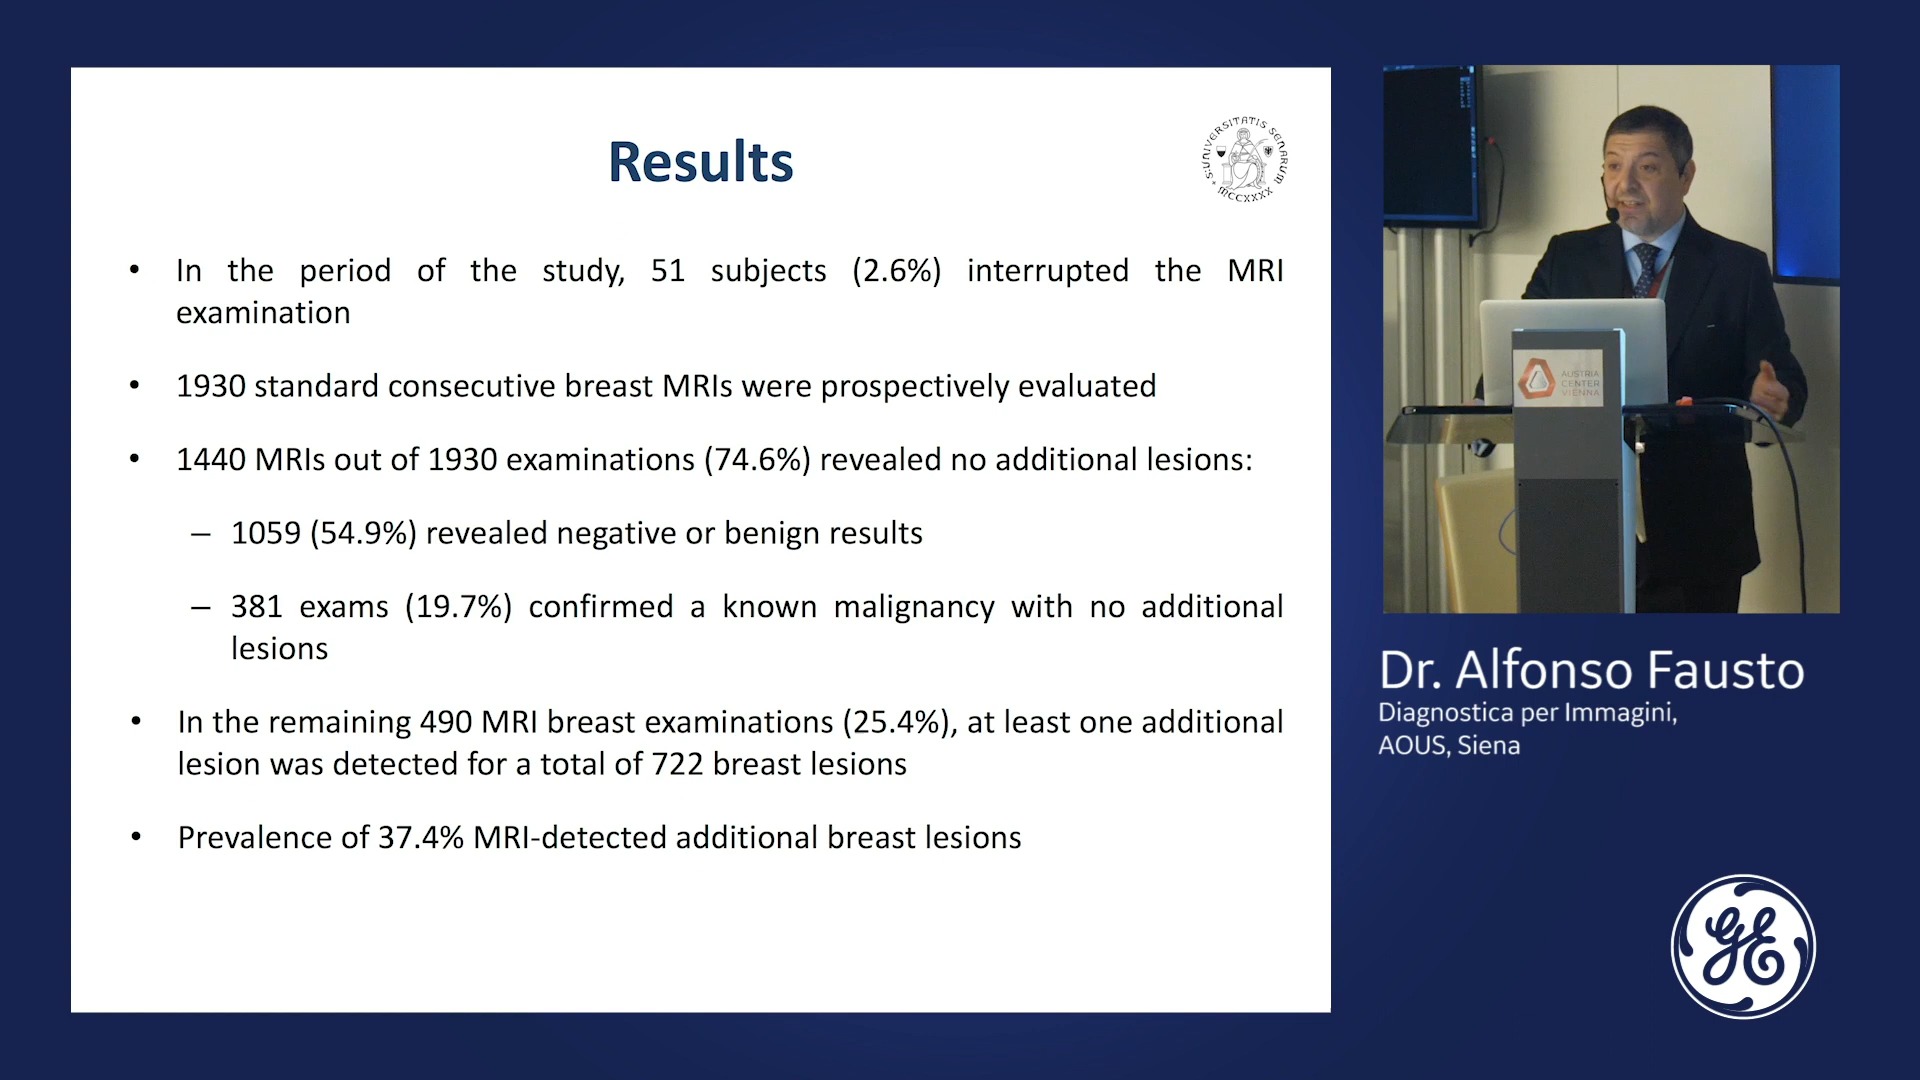 Results
S:UNIVERSITATIS SENARUM
MCCXXXX
• In the period of the study, 51 subjects (2.6%) interrupted the MRI
examination
• 1930 standard consecutive breast MRIs were prospectively evaluated
• 1440 MRIs out of 1930 examinations (74.6%) revealed no additional lesions:
– 1059 (54.9%) revealed negative or benign results
– 381 exams (19.7%) confirmed a known malignancy with no additional
lesions
• In the remaining 490 MRI breast examinations (25.4%), at least one additional
lesion was detected for a total of 722 breast lesions
• Prevalence of 37.4% MRI-detected additional breast lesions
AUSTRIA
CENTER
VIENNA
Dr. Alfonso Fausto
Diagnostica per Immagini,
AOUS, Siena
GE